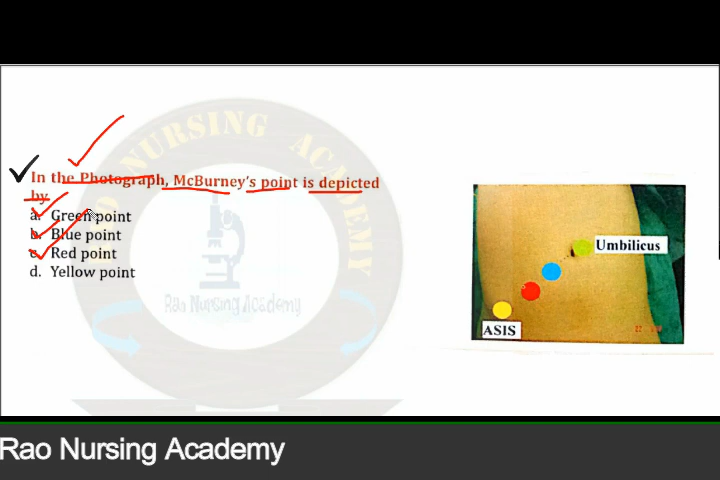 In the Photograph, McBurney's point is depicted
by
a. Green point
b. Blue point
c. Red point
d. Yellow point
RAO NURSING ACADEMY
Rao Nursing Academy
Umbilicus
ASIS
Rao Nursing Academy